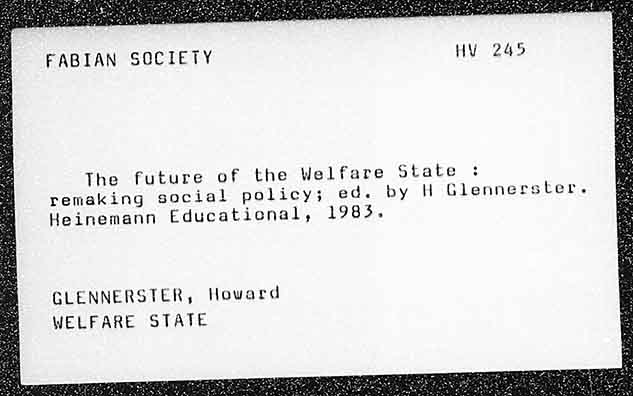 FABIAN SOCIETY
HV 245
The future of the Welfare State :
remaking social policy; ed. by H Glennerster.
Heinemann Educational, 1983.
GLENNERSTER, Howard
WELFARE STATE